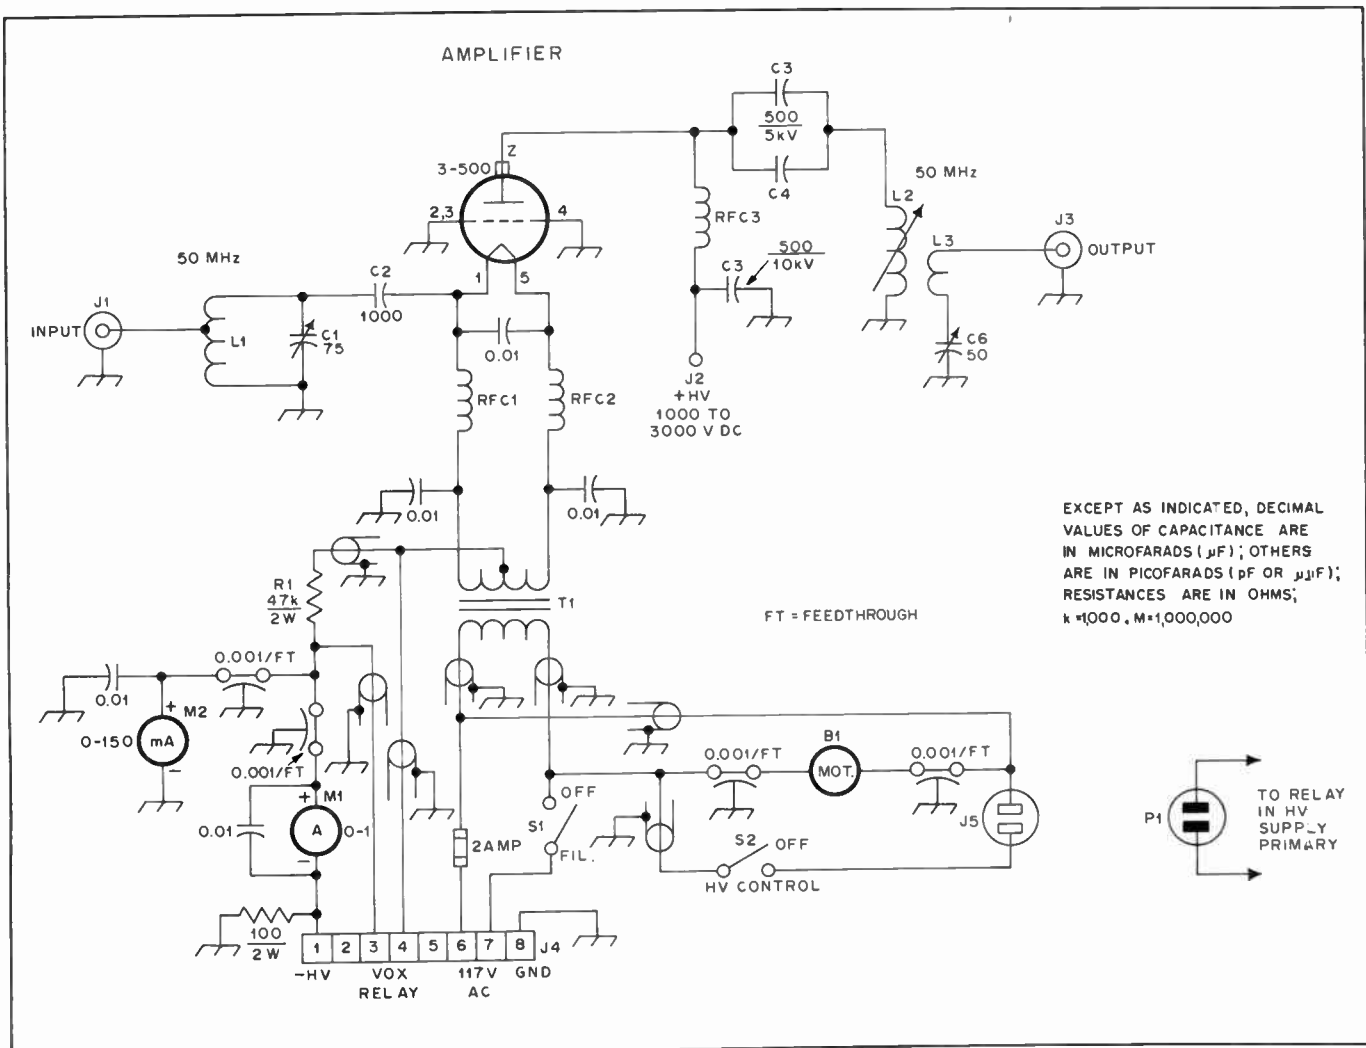 AMPLIFIER
C3
500
5kV
C4
Z
3-500
2,3
4
1
5
50 MHz
L2
L3
J3
OUTPUT
RFC3
C3
500
10kV
50 MHz
J1
INPUT
L1
C1
75
C2
1000
0.01
C6
50
J2
+HV
1000 TO
3000 V DC
RFC1
RFC2
0.01
0.01
EXCEPT AS INDICATED, DECIMAL
VALUES OF CAPACITANCE ARE
IN MICROFARADS (µF); OTHERS
ARE IN PICOFARADS (pF OR µµF);
RESISTANCES ARE IN OHMS;
k=1,000, M=1,000,000
R1
47k
2W
T1
FT = FEEDTHROUGH
0.001/FT
0.01
+ M2
0-150 mA
–
0.001/FT
+ M1
0.01
A 0-1
–
2AMP
OFF
S1
FIL.
0.001/FT
B1
MOT.
0.001/FT
J5
S2 OFF
HV CONTROL
P1
TO RELAY
IN HV
SUPPLY
PRIMARY
100
2W
1 2 3 4 5 6 7 8 J4
-HV VOX 117V GND
RELAY AC